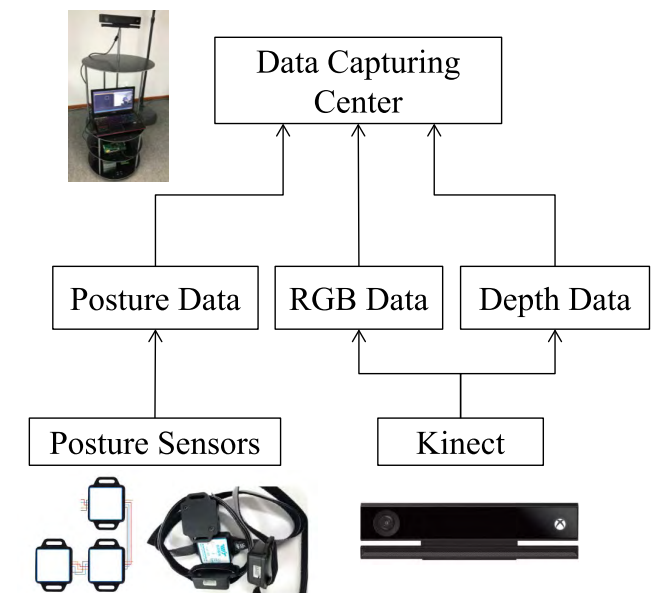 Data Capturing
Center
Posture Data
RGB Data
Depth Data
Posture Sensors
Kinect